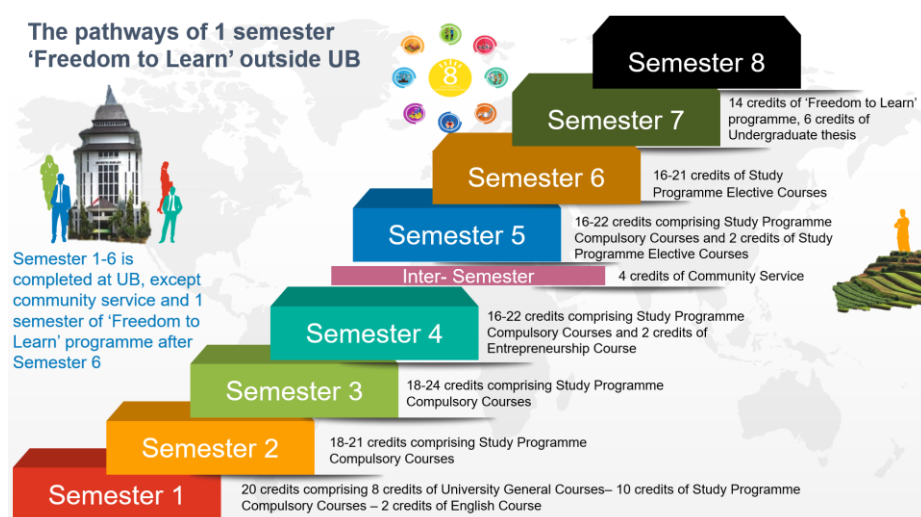 The pathways of 1 semester
'Freedom to Learn' outside UB
8
Semester 8
Semester 7
14 credits of 'Freedom to Learn'
programme, 6 credits of
Undergraduate thesis
Semester 6
16-21 credits of Study
Programme Elective Courses
Semester 5
16-22 credits comprising Study Programme
Compulsory Courses and 2 credits of Study
Programme Elective Courses
Inter- Semester
4 credits of Community Service
Semester 1-6 is
completed at UB, except
community service and 1
semester of 'Freedom to
Learn' programme after
Semester 6
Semester 4
16-22 credits comprising Study Programme
Compulsory Courses and 2 credits of
Entrepreneurship Course
Semester 3
18-24 credits comprising Study Programme
Compulsory Courses
Semester 2
18-21 credits comprising Study Programme
Compulsory Courses
Semester 1
20 credits comprising 8 credits of University General Courses– 10 credits of Study Programme
Compulsory Courses – 2 credits of English Course